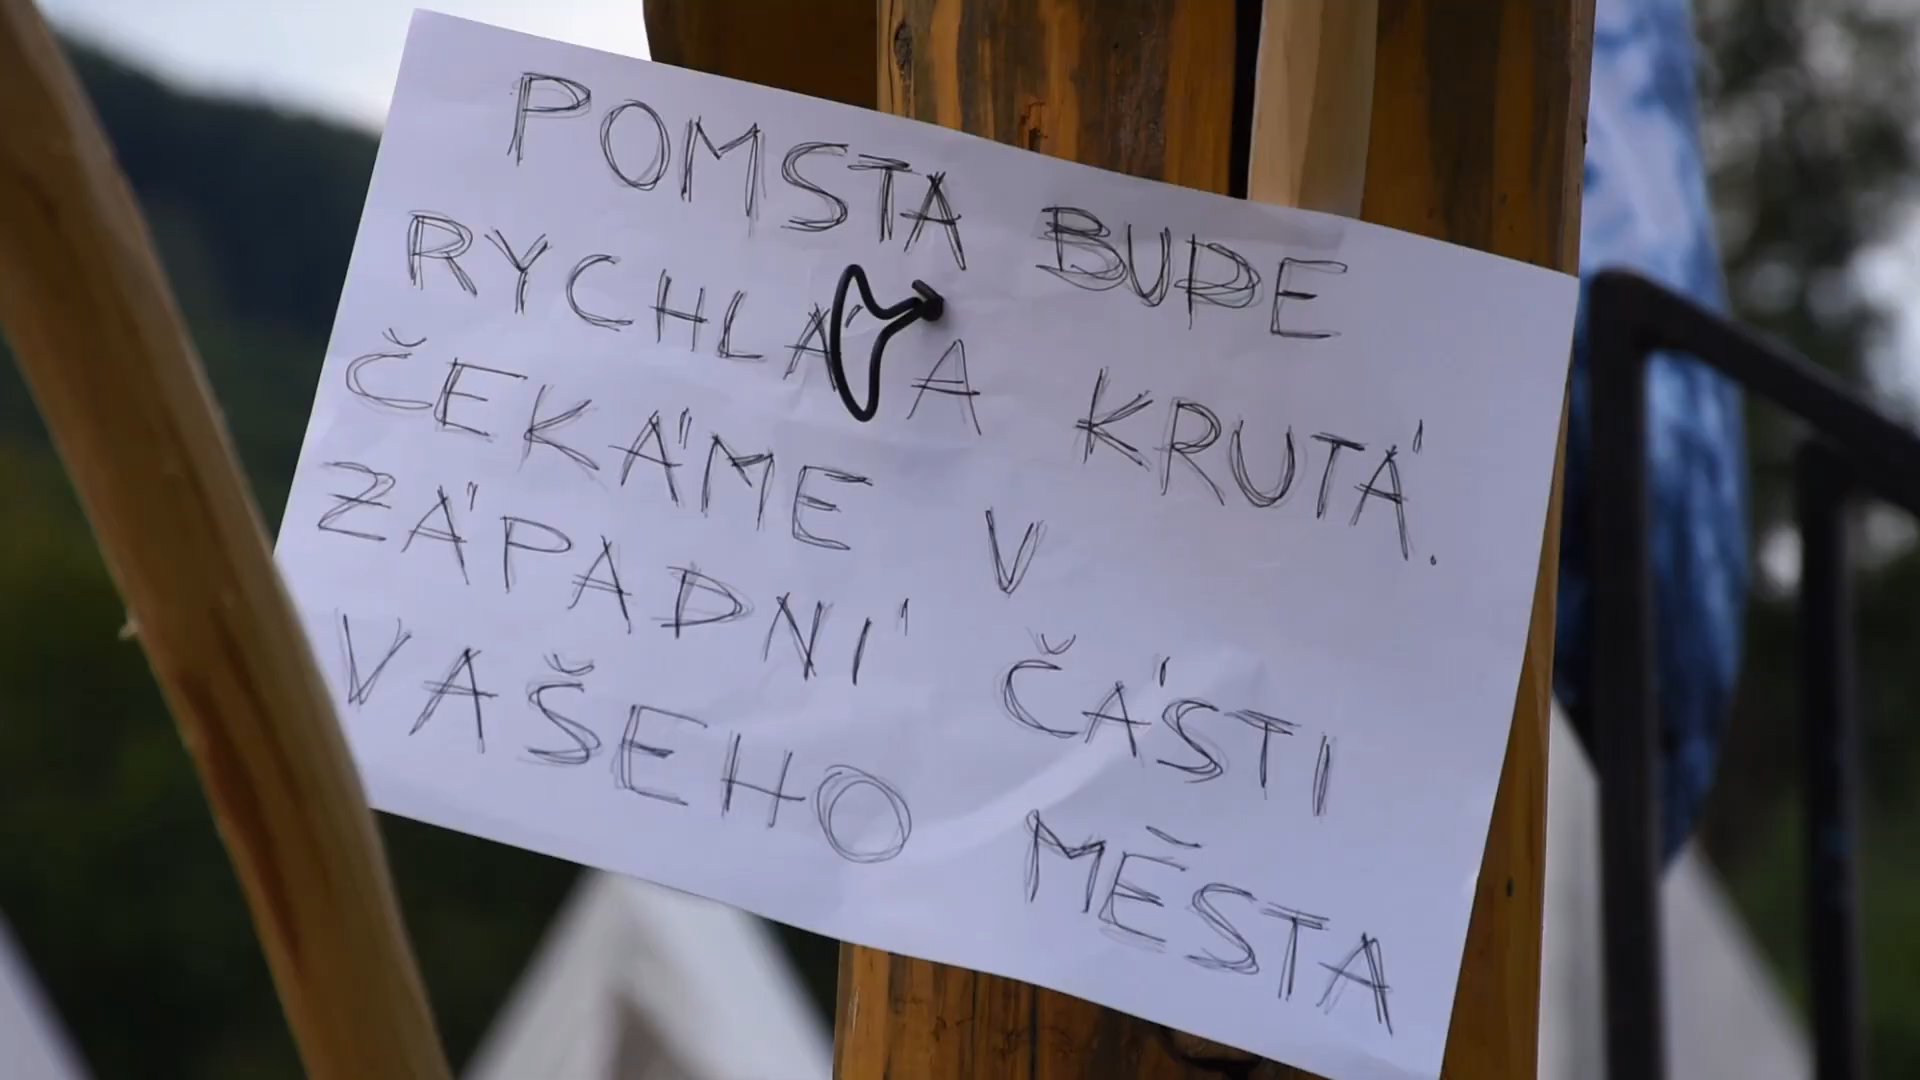 POMSTA BUDE
RYCHLÁ A KRUTÁ.
ČEKÁME V
ZÁPADNÍ ČÁSTI
VAŠEHO MĚSTA